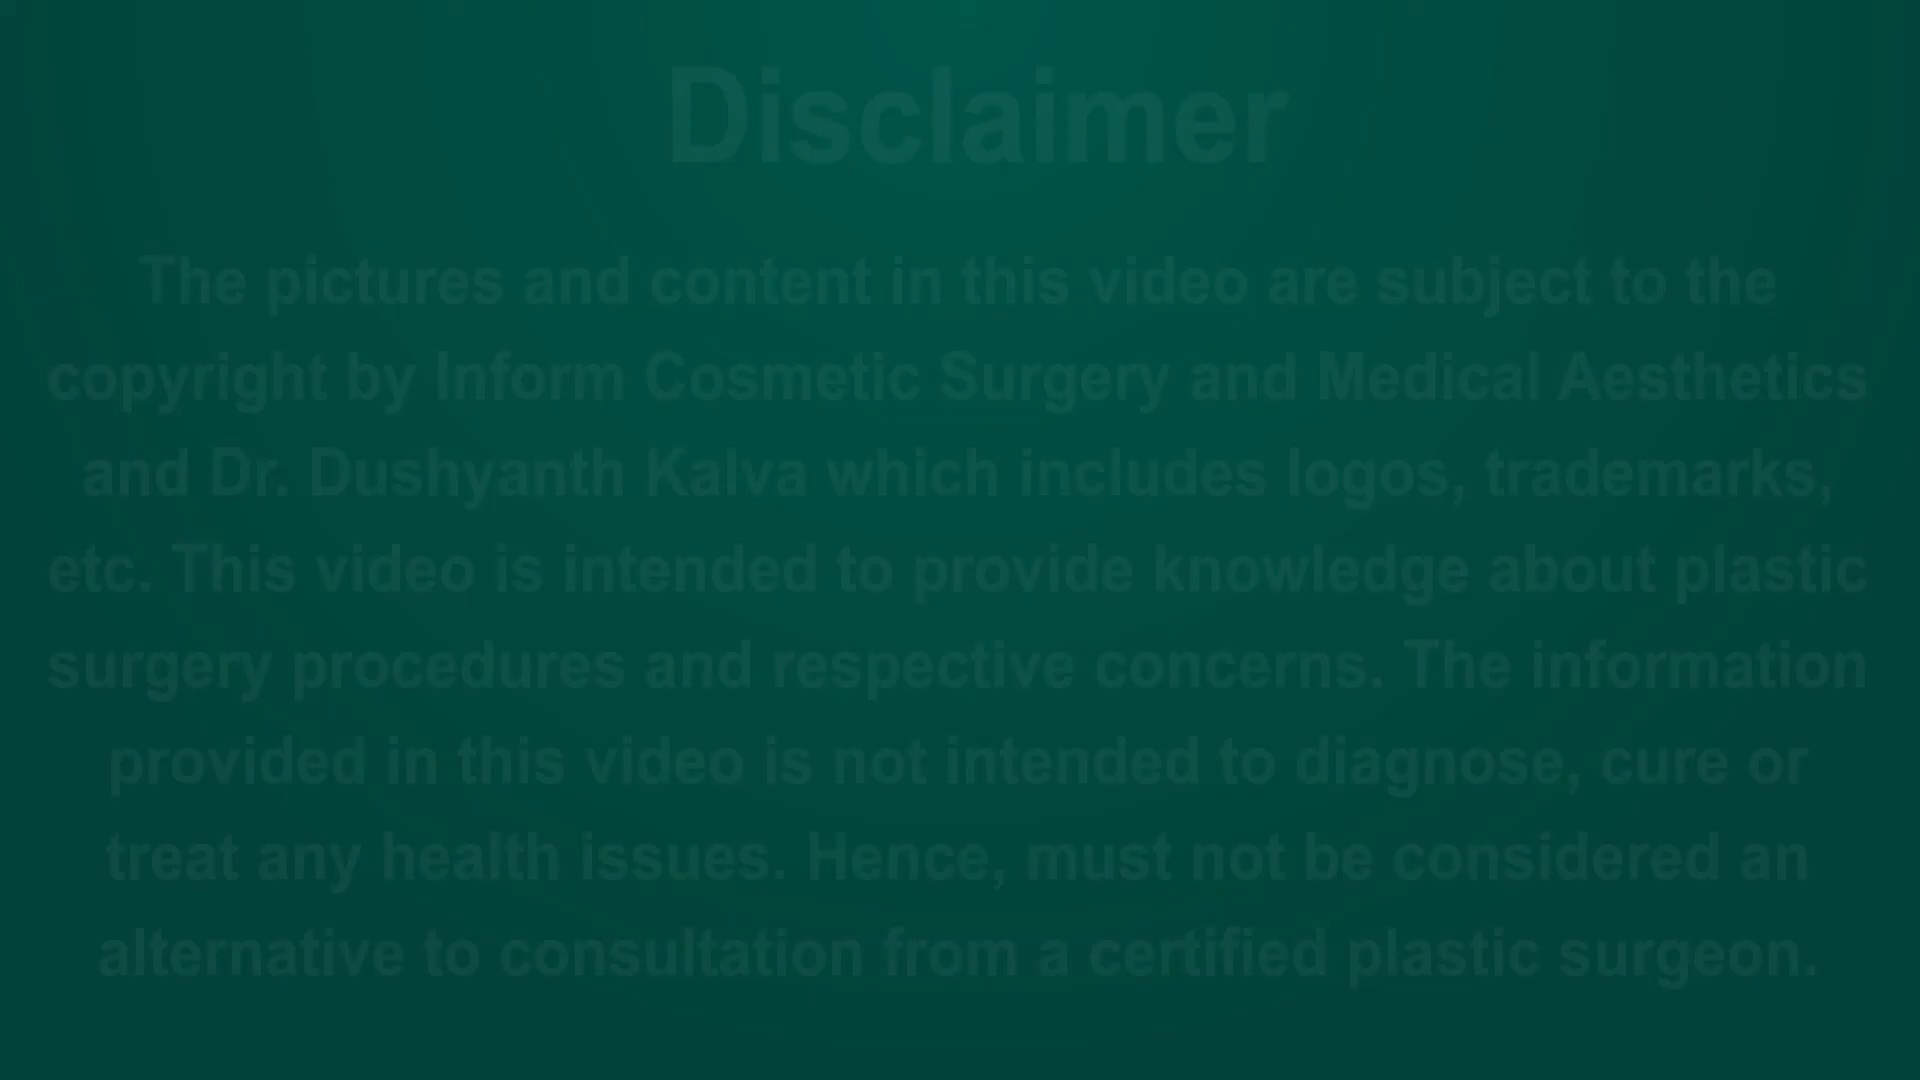 Disclaimer
The pictures and content in this video are subject to the
copyright by Inform Cosmetic Surgery and Medical Aesthetics
and Dr. Dushyanth Kalva which includes logos, trademarks,
etc. This video is intended to provide knowledge about plastic
surgery procedures and respective concerns. The information
provided in this video is not intended to diagnose, cure or
treat any health issues. Hence, must not be considered an
alternative to consultation from a certified plastic surgeon.